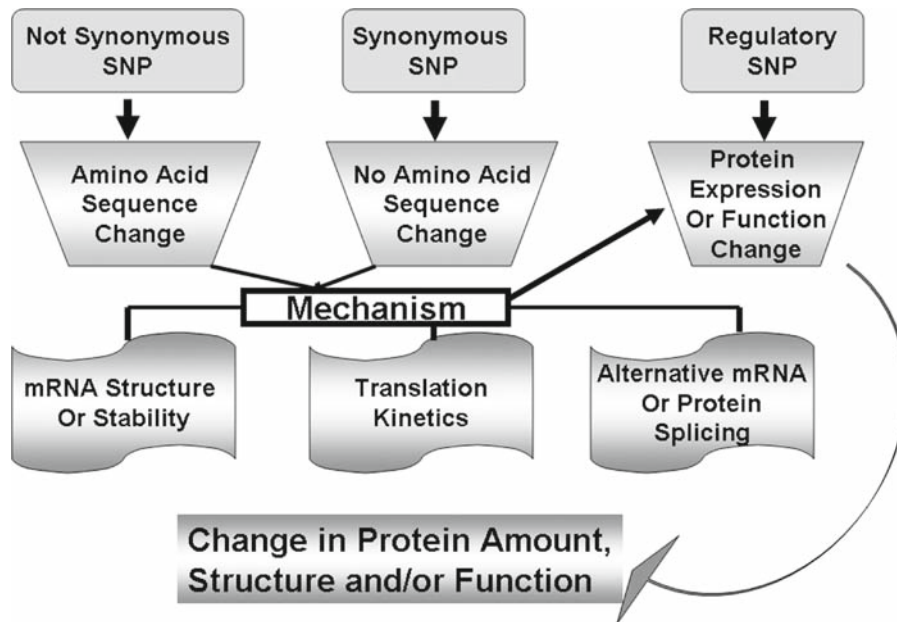 Not Synonymous
SNP
Synonymous
SNP
Regulatory
SNP
Amino Acid
Sequence
Change
No Amino Acid
Sequence
Change
Protein
Expression
Or Function
Change
Mechanism
mRNA Structure
Or Stability
Translation
Kinetics
Alternative mRNA
Or Protein
Splicing
Change in Protein Amount,
Structure and/or Function